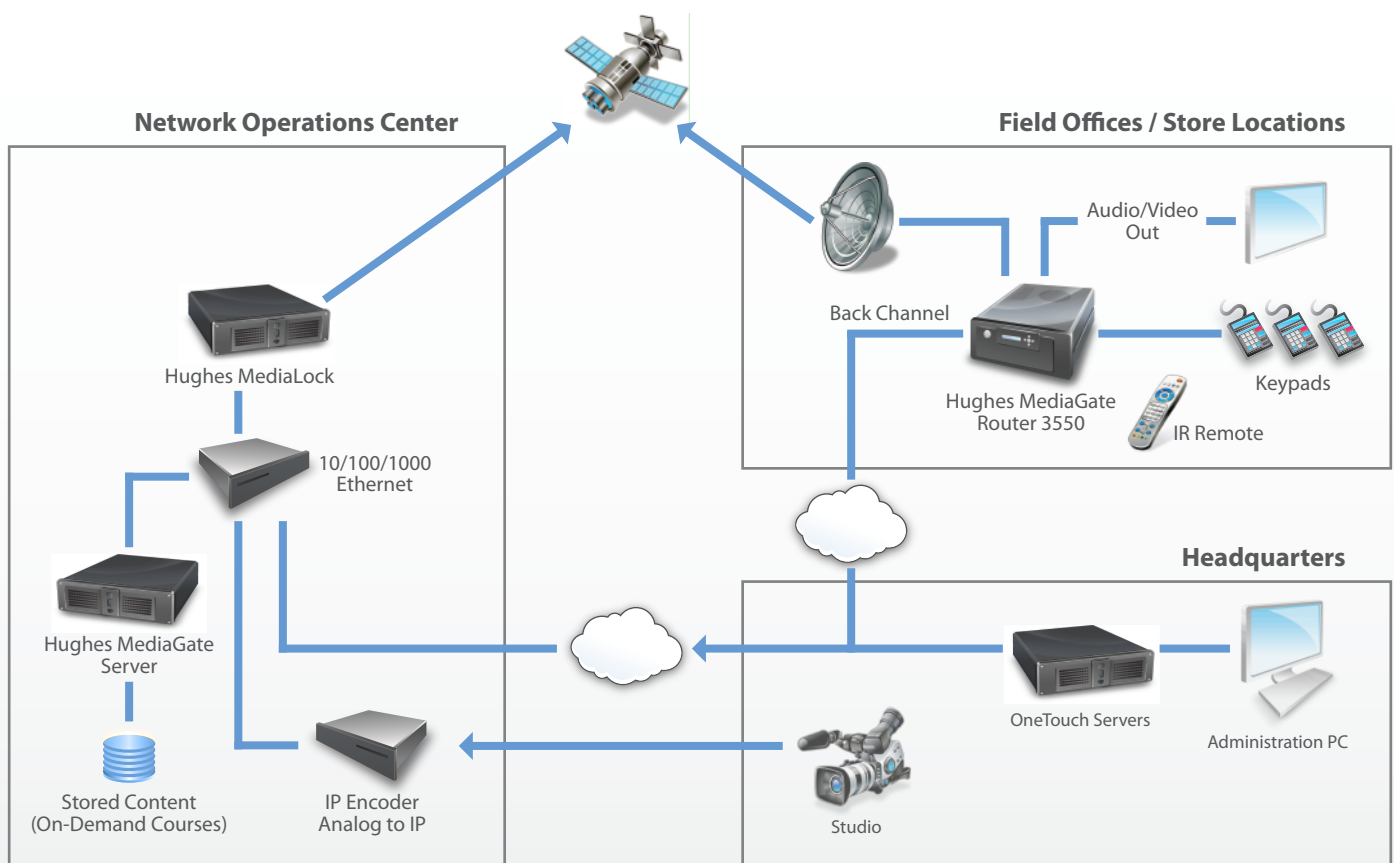 Network Operations Center
Field Offices / Store Locations
Audio/Video
Out
Back Channel
Hughes MediaLock
Hughes MediaGate
Router 3550
Keypads
IR Remote
10/100/1000
Ethernet
Headquarters
Hughes MediaGate
Server
OneTouch Servers
Administration PC
Stored Content
(On-Demand Courses)
IP Encoder
Analog to IP
Studio